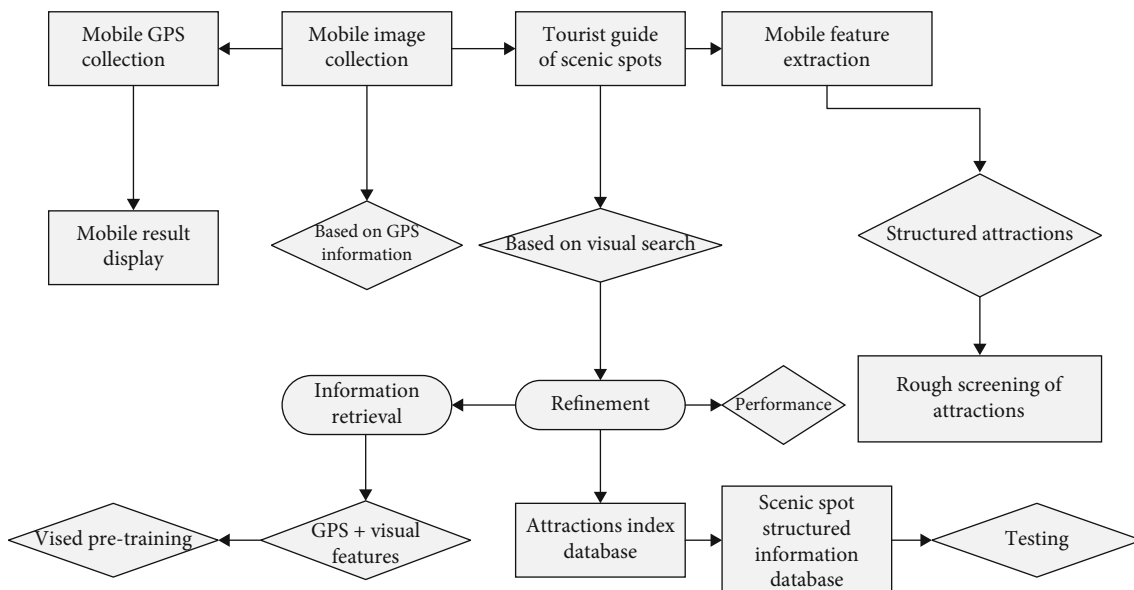 Mobile GPS
collection
Mobile image
collection
Tourist guide
of scenic spots
Mobile feature
extraction
Mobile result
display
Based on GPS
information
Based on visual search
Structured attractions
Information
retrieval
Refinement
Performance
Rough screening of
attractions
Vised pre-training
GPS + visual
features
Attractions index
database
Scenic spot
structured
information
database
Testing